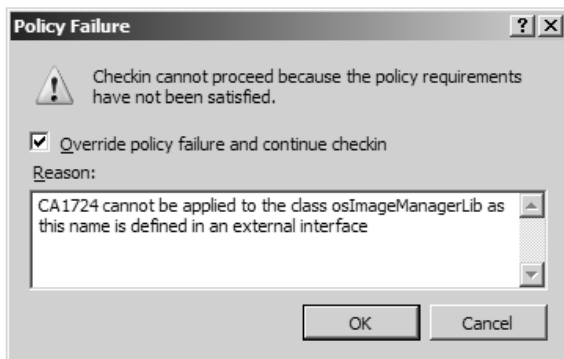 Policy Failure
Checkin cannot proceed because the policy requirements
have not been satisfied.
Override policy failure and continue checkin
Reason:
CA1724 cannot be applied to the class osImageManagerLib as
this name is defined in an external interface
OK
Cancel